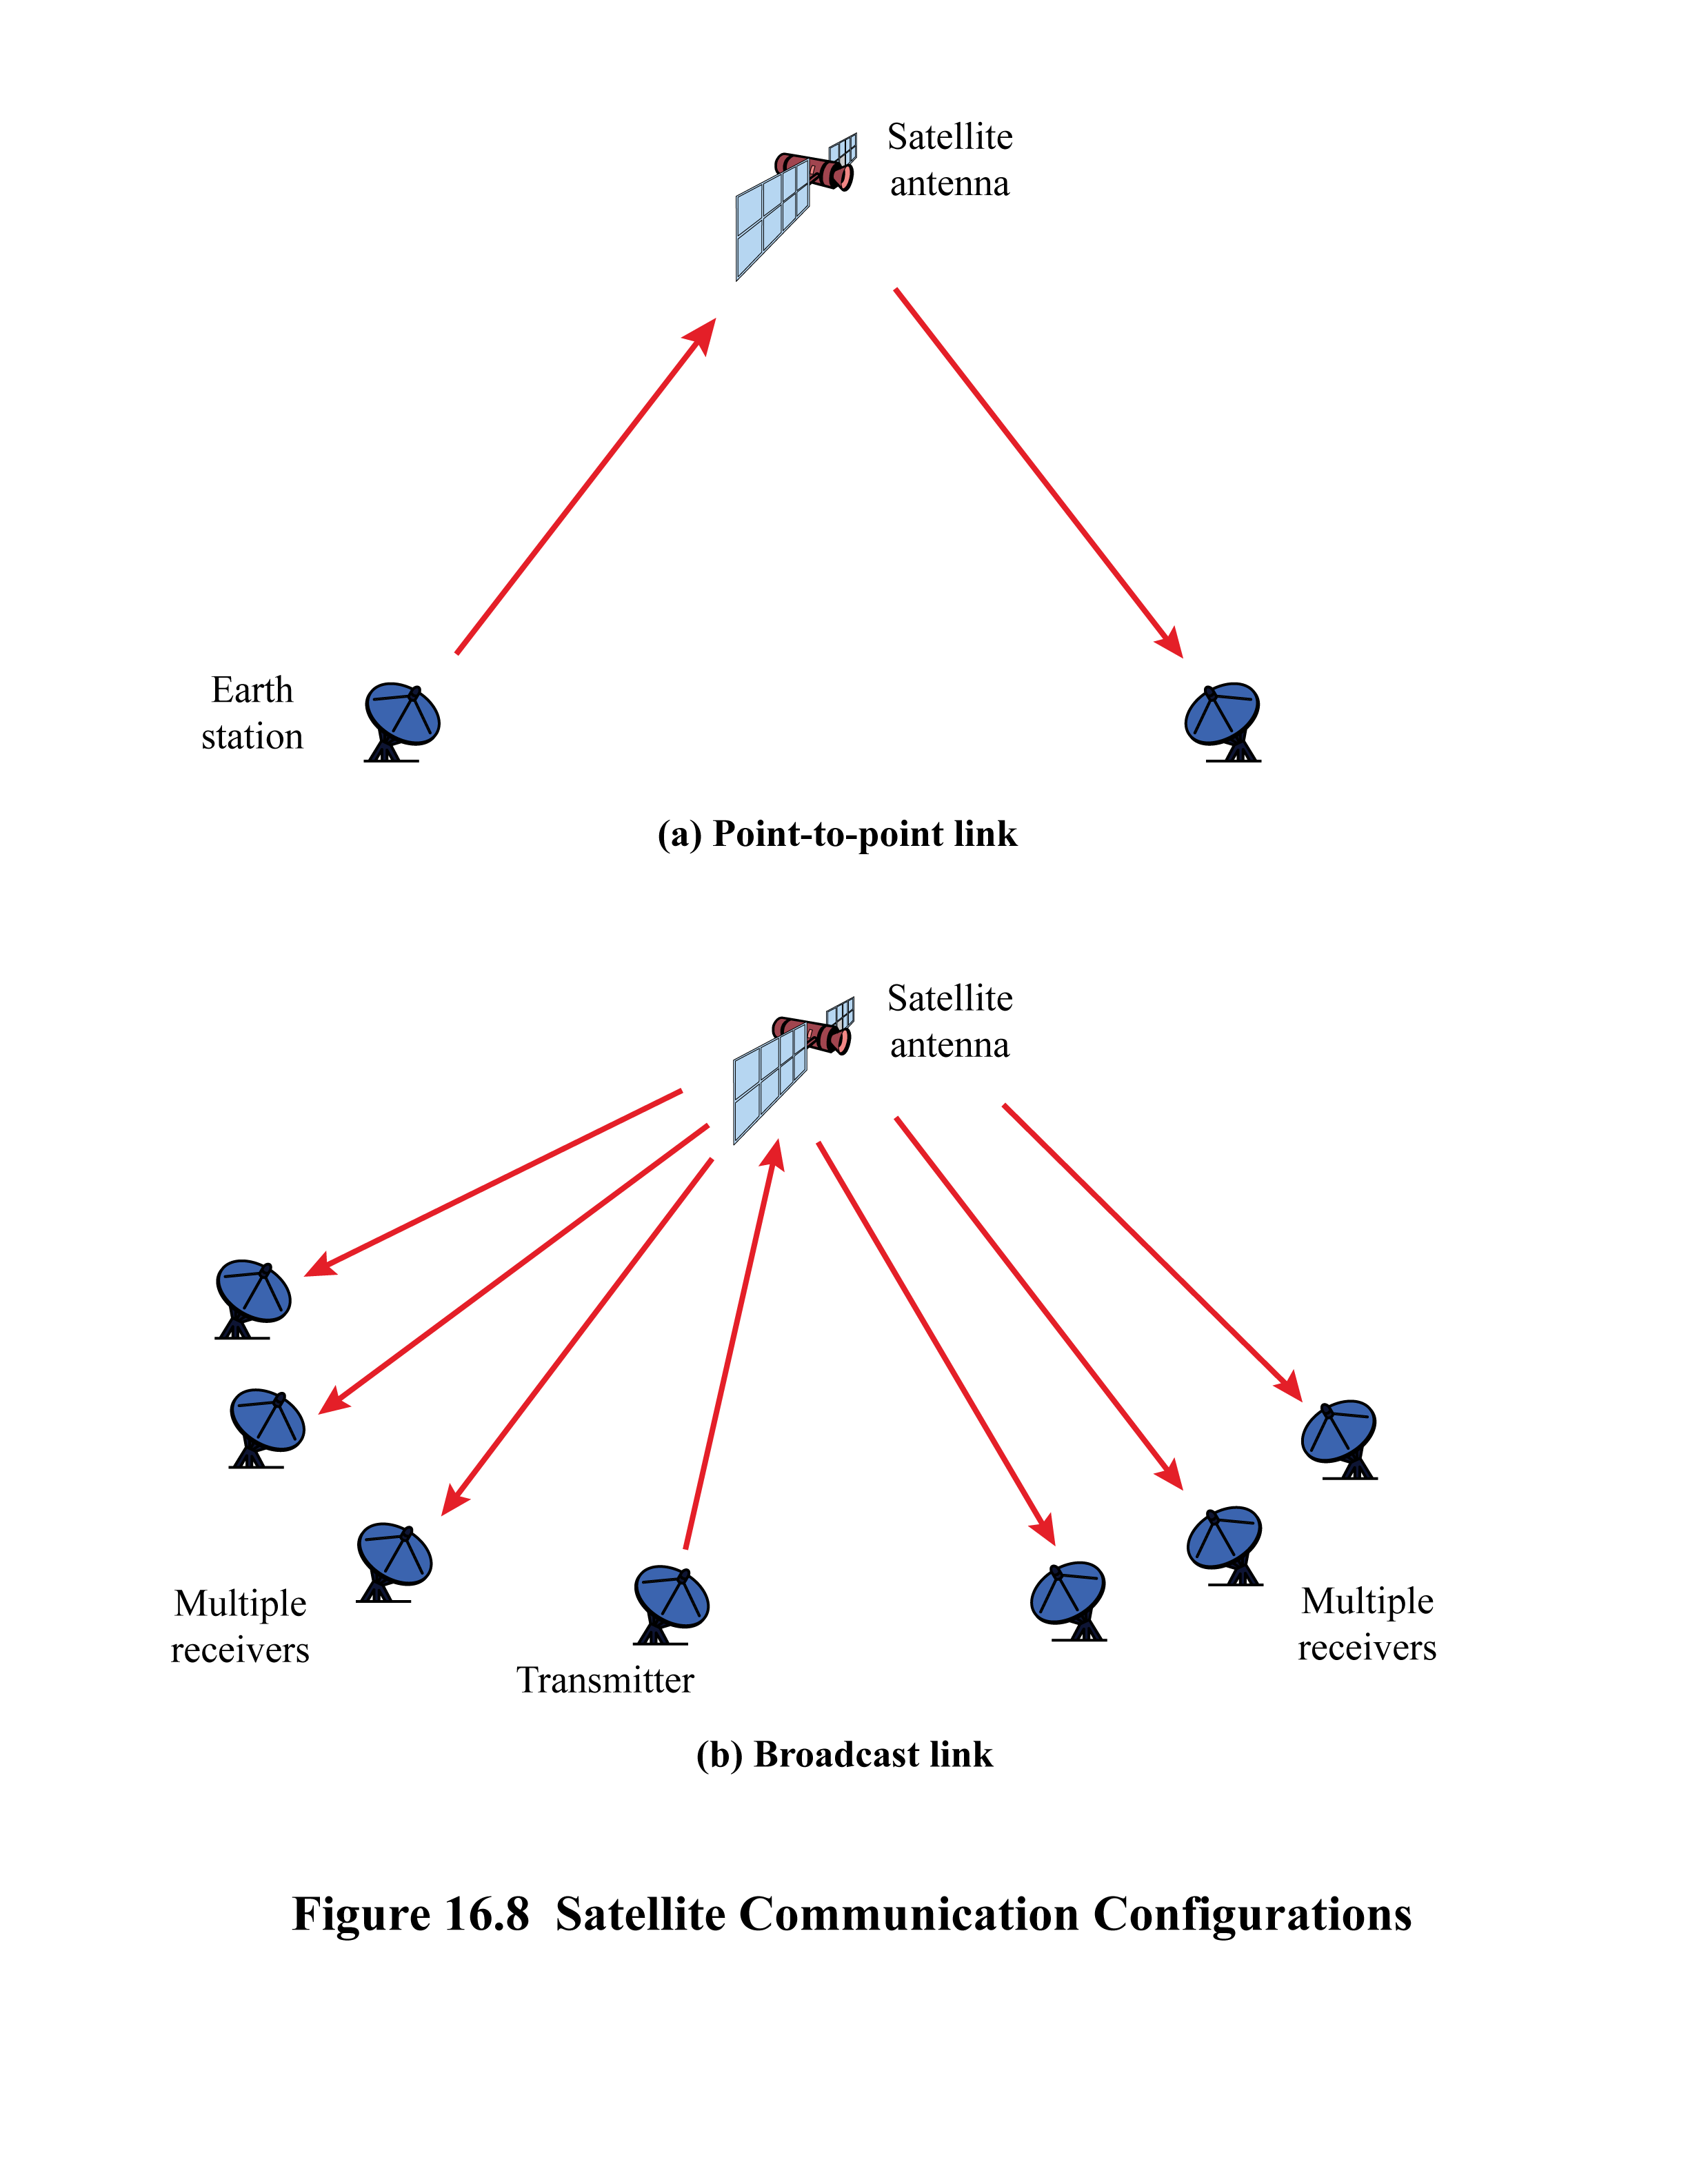 Satellite
antenna
Earth
station
(a) Point-to-point link
Satellite
antenna
Multiple
receivers
Transmitter
Multiple
receivers
(b) Broadcast link
Figure 16.8  Satellite Communication Configurations